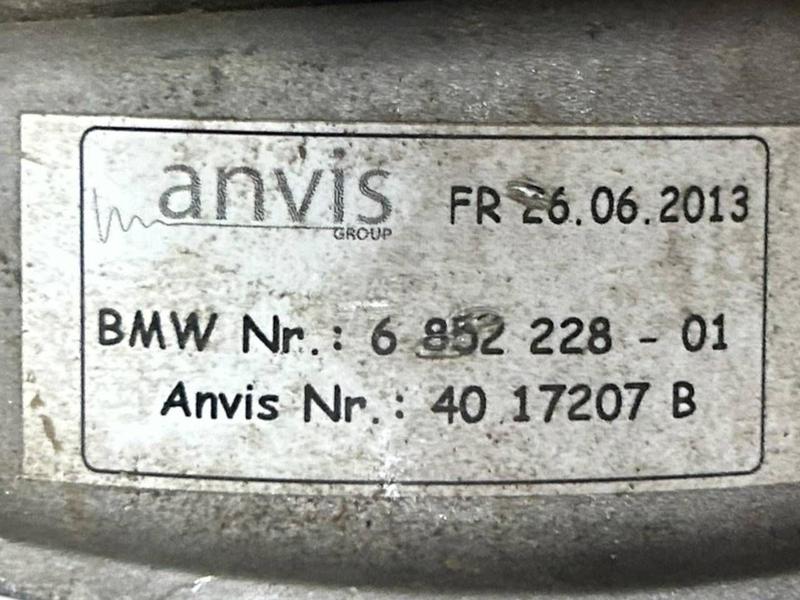 anvis
GROUP
FR 26.06.2013
BMW Nr.: 6 852 228 - 01
Anvis Nr.: 40 17207 B